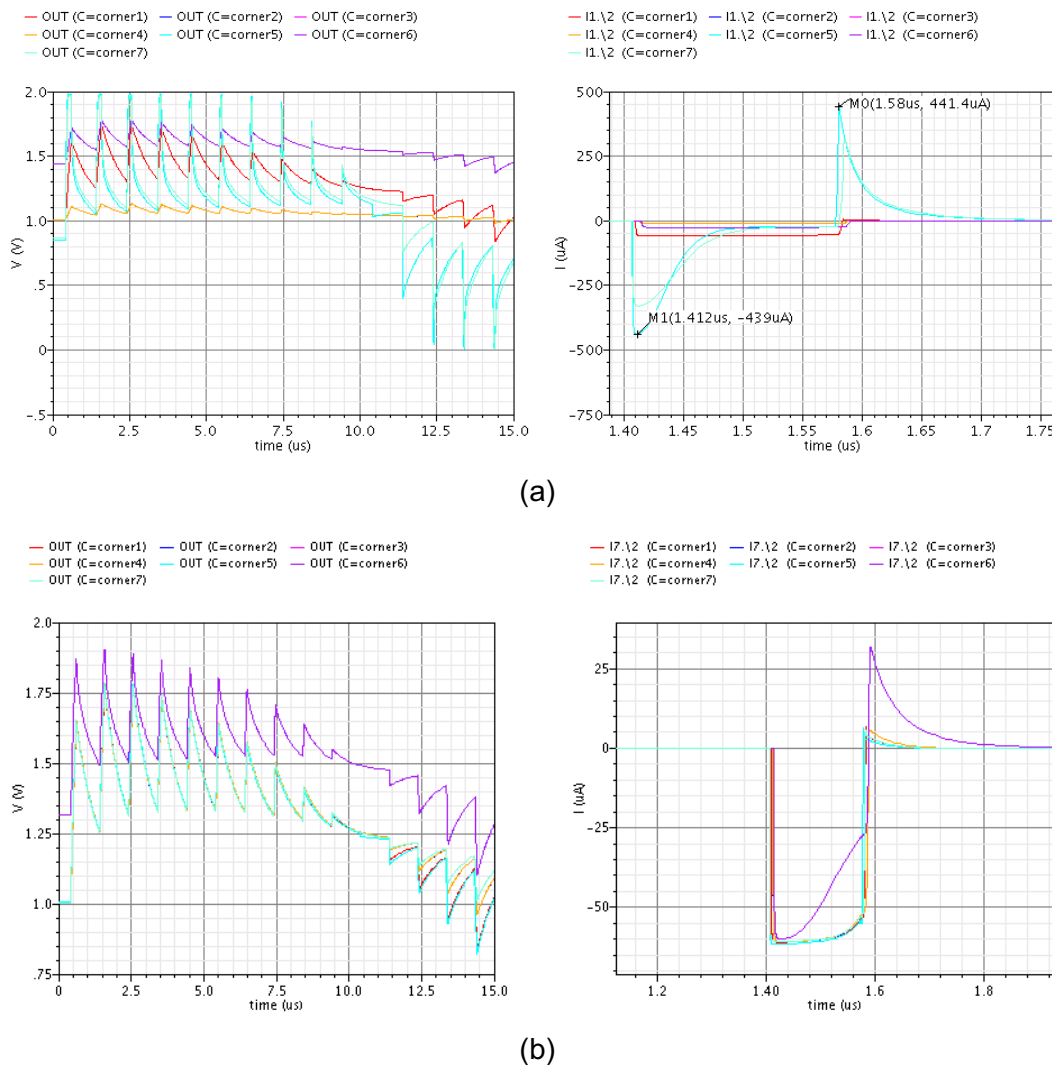 OUT (C=corner1) OUT (C=corner2) OUT (C=corner3)
OUT (C=corner4) OUT (C=corner5) OUT (C=corner6)
OUT (C=corner7)
2.0
1.5
1.0
.5
0
-.5
V (V)
0 2.5 5.0 7.5 10.0 12.5 15.0
time (us)
I1.\2 (C=corner1) I1.\2 (C=corner2) I1.\2 (C=corner3)
I1.\2 (C=corner4) I1.\2 (C=corner5) I1.\2 (C=corner6)
I1.\2 (C=corner7)
M0(1.58us, 441.4uA)
M1(1.412us, -439uA)
500
250
0
-250
-500
-750
I (uA)
1.40 1.45 1.5 1.55 1.6 1.65 1.7 1.75
time (us)
(a)
OUT (C=corner1) OUT (C=corner2) OUT (C=corner3)
OUT (C=corner4) OUT (C=corner5) OUT (C=corner6)
OUT (C=corner7)
2.0
1.75
1.5
1.25
1.0
.75
V (V)
0 2.5 5.0 7.5 10.0 12.5 15.0
time (us)
I7.\2 (C=corner1) I7.\2 (C=corner2) I7.\2 (C=corner3)
I7.\2 (C=corner4) I7.\2 (C=corner5) I7.\2 (C=corner6)
I7.\2 (C=corner7)
25
0
-25
-50
I (uA)
1.2 1.40 1.6 1.8
time (us)
(b)